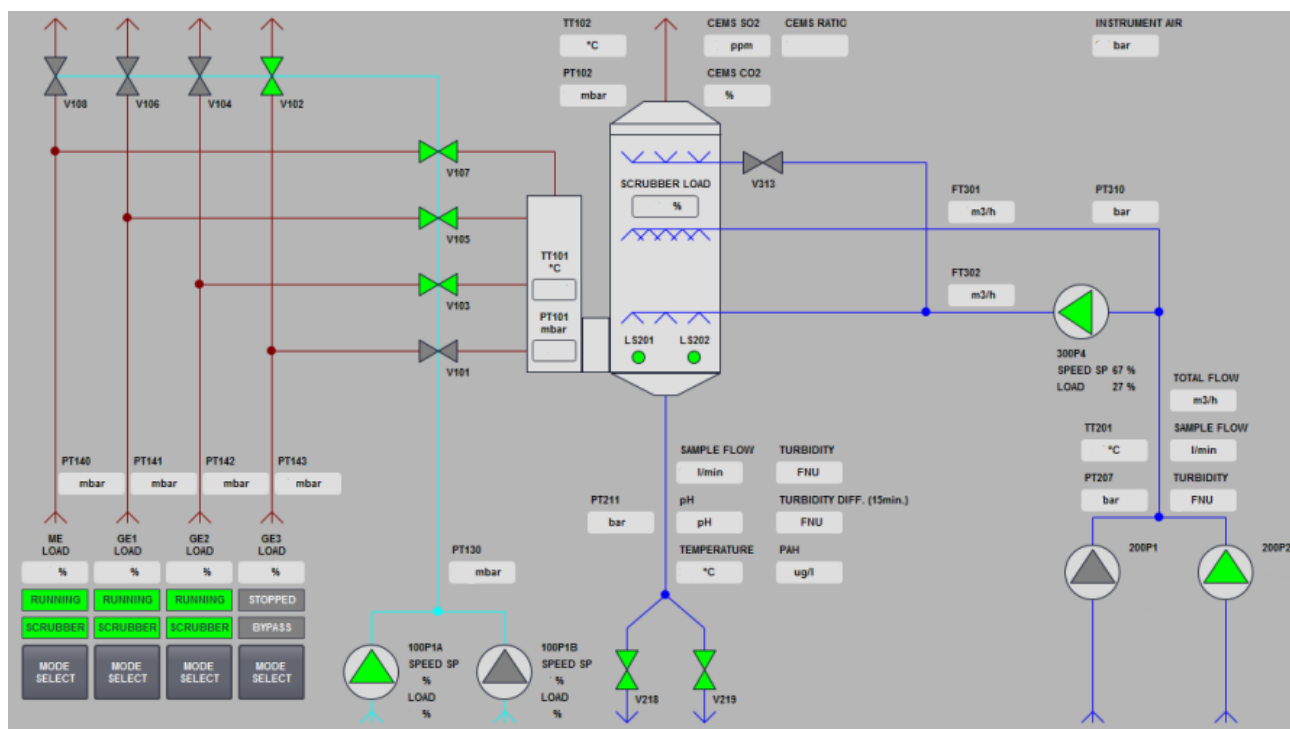 TT102
CEMS SO2
CEMS RATIO
INSTRUMENT AIR
°C
ppm
bar
PT102
CEMS CO2
mbar
%
V108
V106
V104
V102
V107
V313
SCRUBBER LOAD
%
FT301
PT310
m3/h
bar
V105
TT101
°C
FT302
m3/h
V103
PT101
mbar
LS201
LS202
V101
300P4
SPEED SP 67 %
LOAD 27 %
TOTAL FLOW
m3/h
TT201
SAMPLE FLOW
°C
l/min
PT207
TURBIDITY
bar
FNU
PT140
PT141
PT142
PT143
mbar
mbar
mbar
mbar
SAMPLE FLOW
TURBIDITY
l/min
FNU
PT211
pH
TURBIDITY DIFF. (15min.)
bar
pH
FNU
TEMPERATURE
PAH
°C
ug/l
PT130
mbar
200P1
200P2
ME
LOAD
GE1
LOAD
GE2
LOAD
GE3
LOAD
%
%
%
%
RUNNING
RUNNING
RUNNING
STOPPED
SCRUBBER
SCRUBBER
SCRUBBER
BYPASS
MODE
SELECT
MODE
SELECT
MODE
SELECT
MODE
SELECT
100P1A
SPEED SP
%
LOAD
%
100P1B
SPEED SP
%
LOAD
%
V218
V219